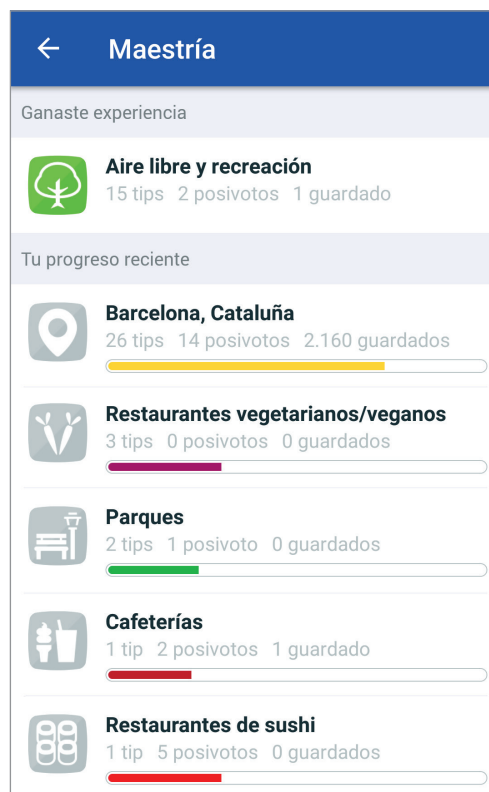 Maestría
Ganaste experiencia
Aire libre y recreación
15 tips 2 posivotos 1 guardado
Tu progreso reciente
Barcelona, Cataluña
26 tips 14 posivotos 2.160 guardados
Restaurantes vegetarianos/veganos
3 tips 0 posivotos 0 guardados
Parques
2 tips 1 posivoto 0 guardados
Cafeterías
1 tip 2 posivotos 1 guardado
Restaurantes de sushi
1 tip 5 posivotos 0 guardados